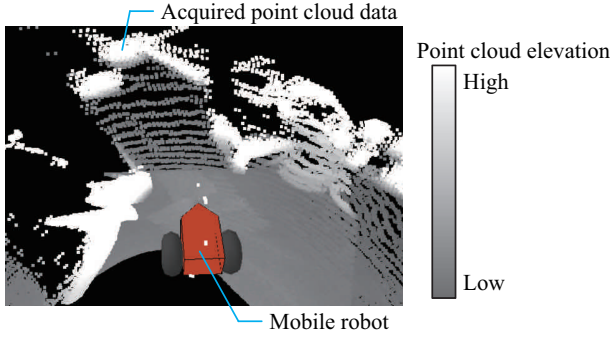 Acquired point cloud data
Point cloud elevation
High
Low
Mobile robot